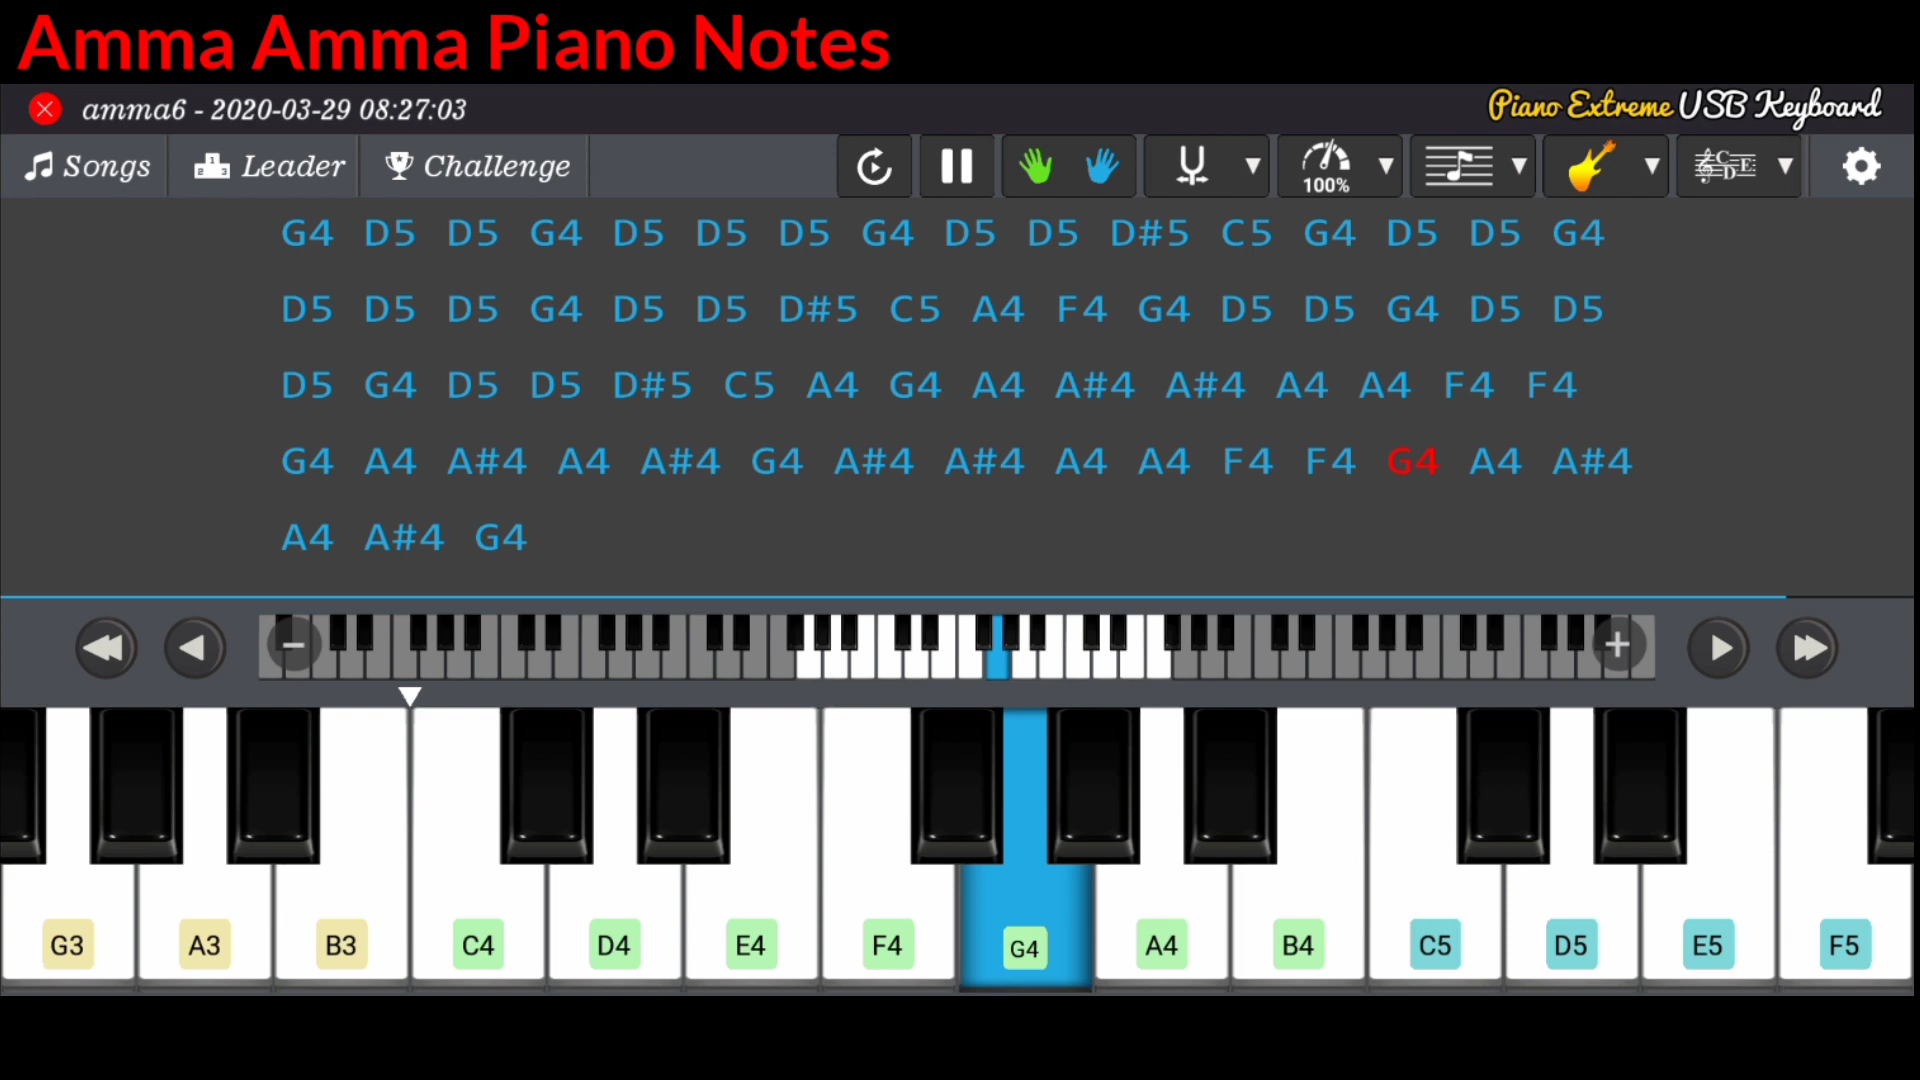 Amma Amma Piano Notes
amma6 - 2020-03-29 08:27:03
Piano Extreme USB Keyboard
Songs Leader Challenge 100%
G4 D5 D5 G4 D5 D5 D5 G4 D5 D5 D#5 C5 G4 D5 D5 G4
D5 D5 D5 G4 D5 D5 D#5 C5 A4 F4 G4 D5 D5 G4 D5 D5
D5 G4 D5 D5 D#5 C5 A4 G4 A4 A#4 A#4 A4 A4 F4 F4
G4 A4 A#4 A4 A#4 G4 A#4 A#4 A4 A4 F4 F4 G4 A4 A#4
A4 A#4 G4
G3 A3 B3 C4 D4 E4 F4 G4 A4 B4 C5 D5 E5 F5